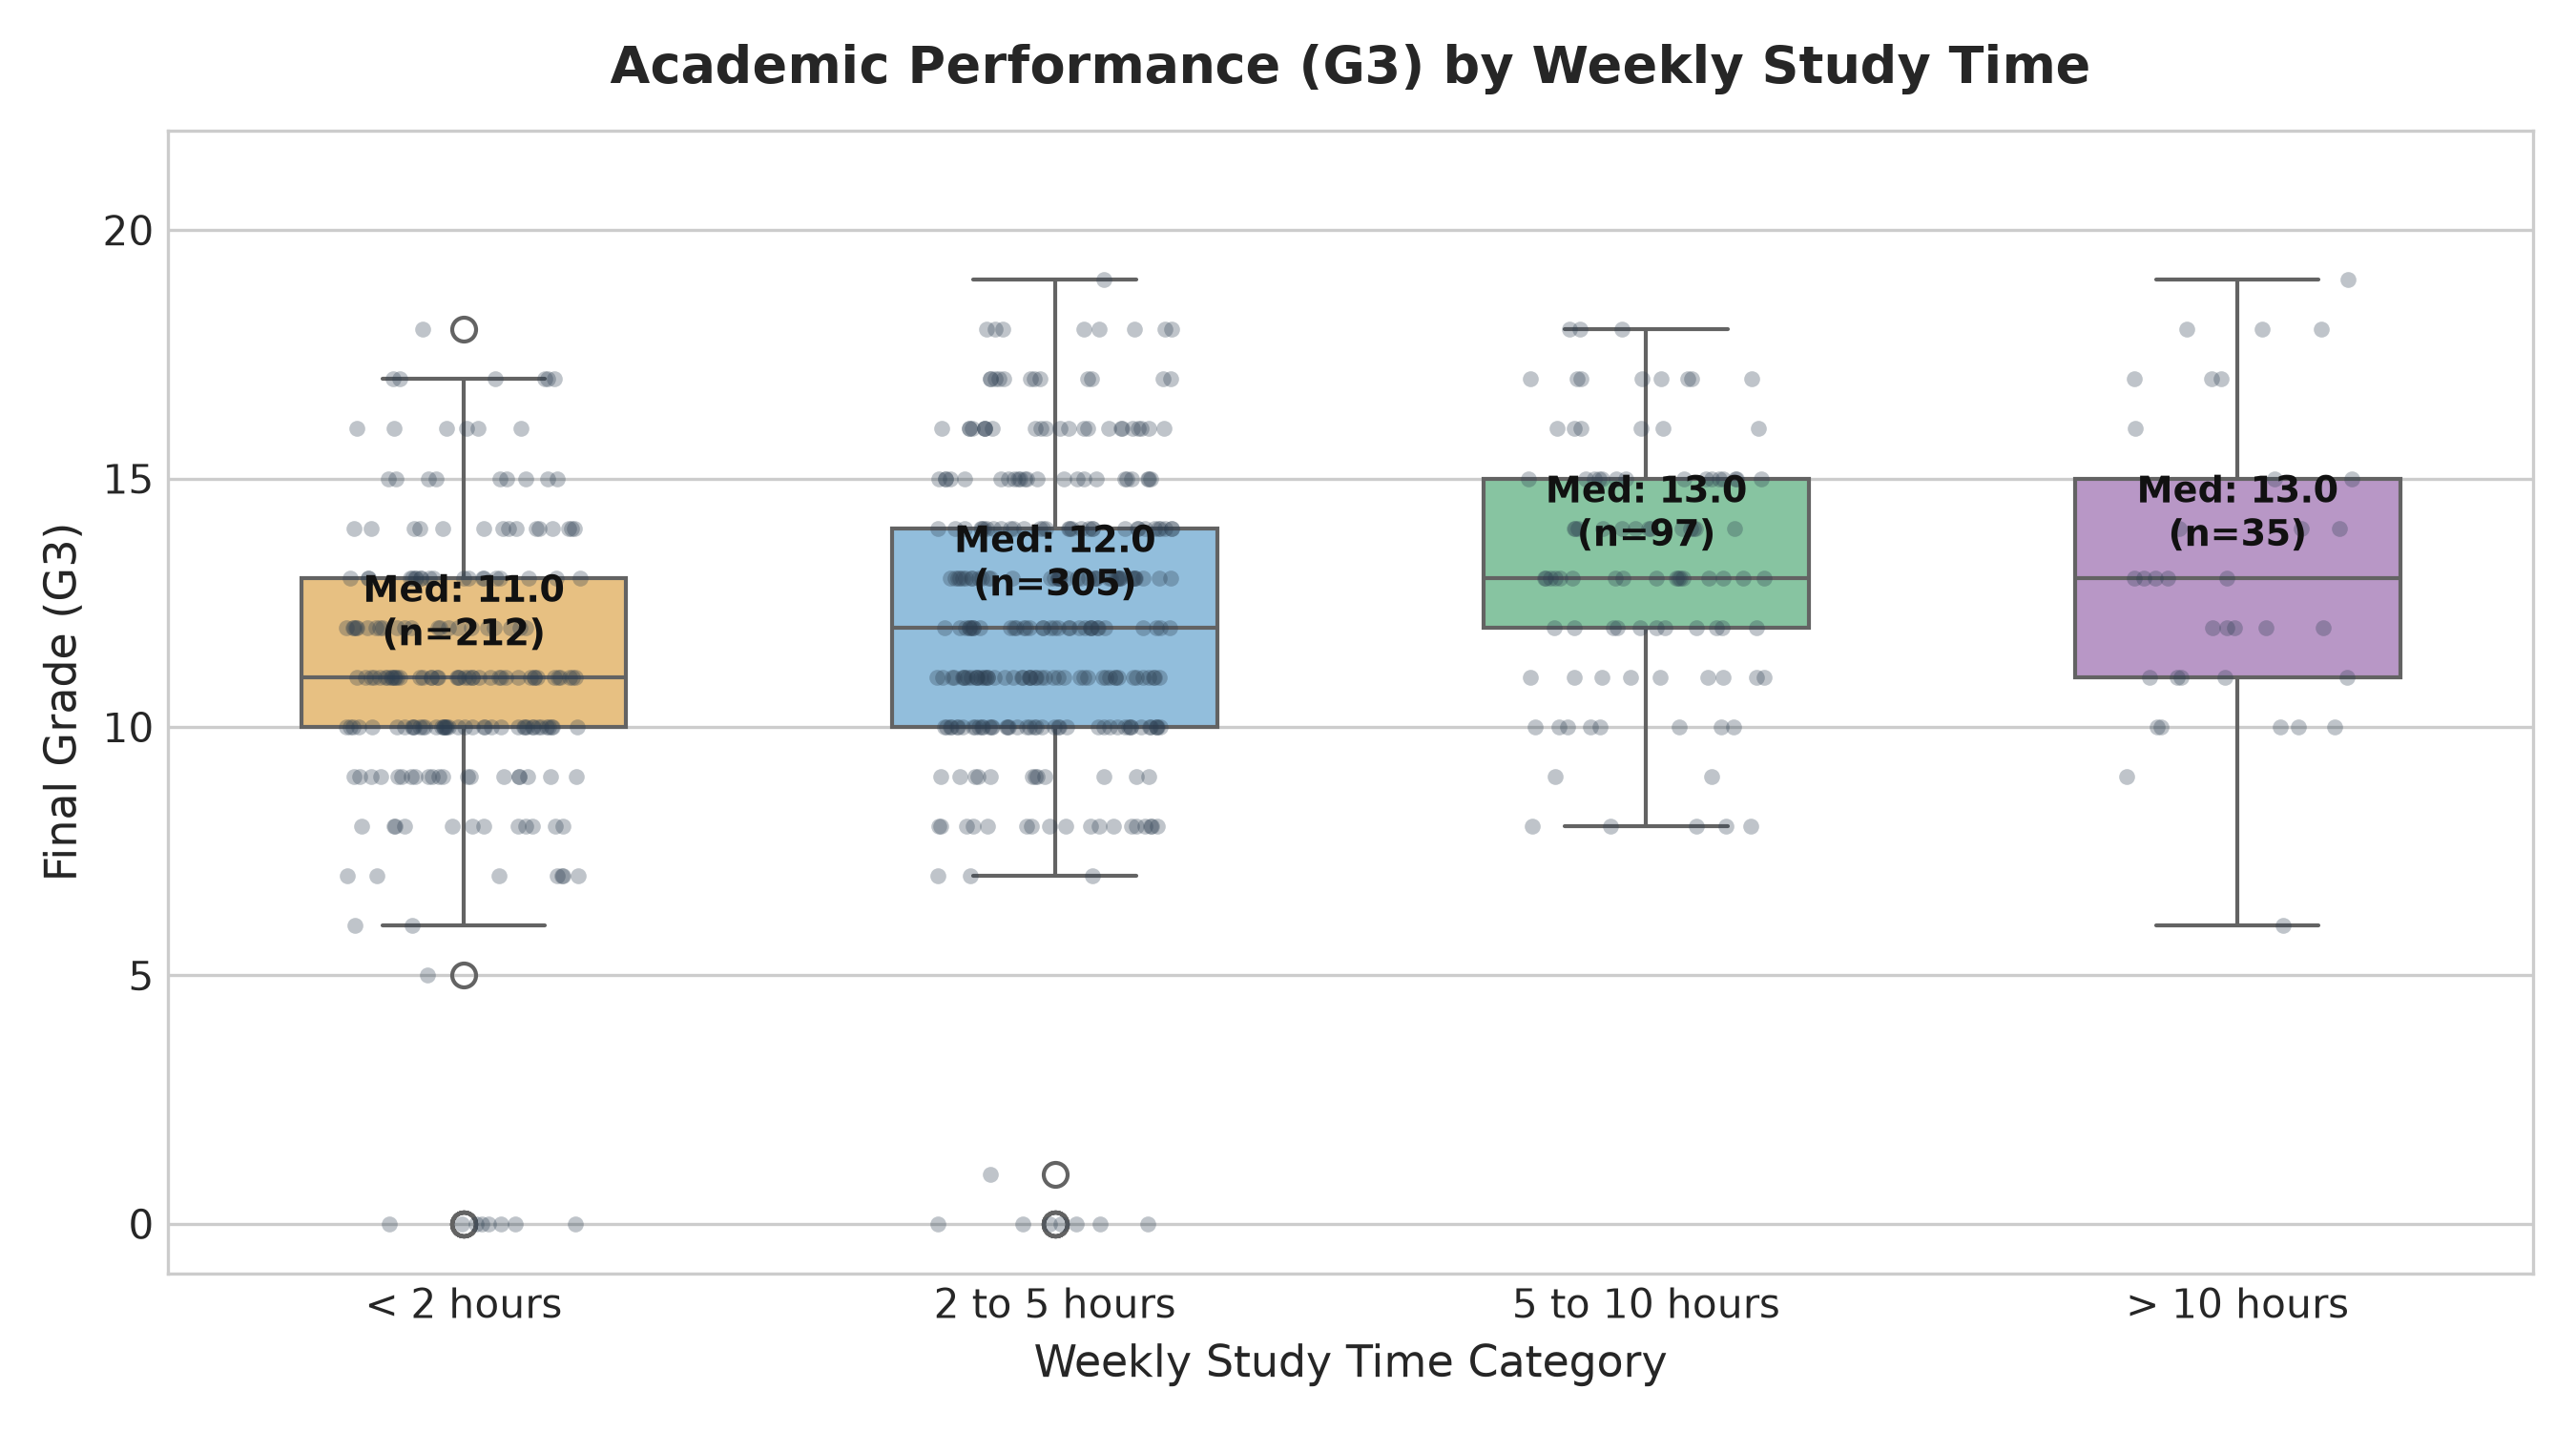 Academic Performance (G3) by Weekly Study Time
Final Grade (G3)
20
15
10
5
0
Med: 11.0
(n=212)
Med: 12.0
(n=305)
Med: 13.0
(n=97)
Med: 13.0
(n=35)
< 2 hours
2 to 5 hours
5 to 10 hours
> 10 hours
Weekly Study Time Category